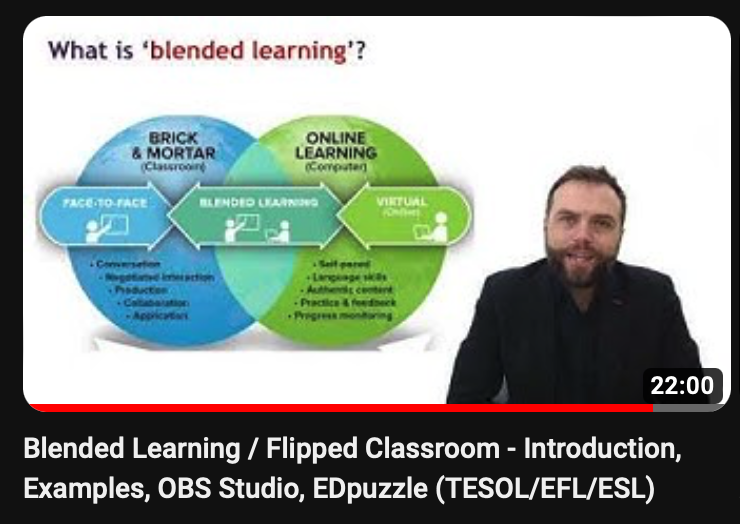 What is ‘blended learning’?
BRICK
& MORTAR
(Classroom)
ONLINE
LEARNING
(Computer)
FACE-TO-FACE
BLENDED LEARNING
VIRTUAL
(Online)
• Conversation
• Negotiated interaction
• Production
• Collaboration
• Application
• Self-paced
• Language skills
• Authentic content
• Practice & feedback
• Progress monitoring
22:00
Blended Learning / Flipped Classroom - Introduction,
Examples, OBS Studio, EDpuzzle (TESOL/EFL/ESL)